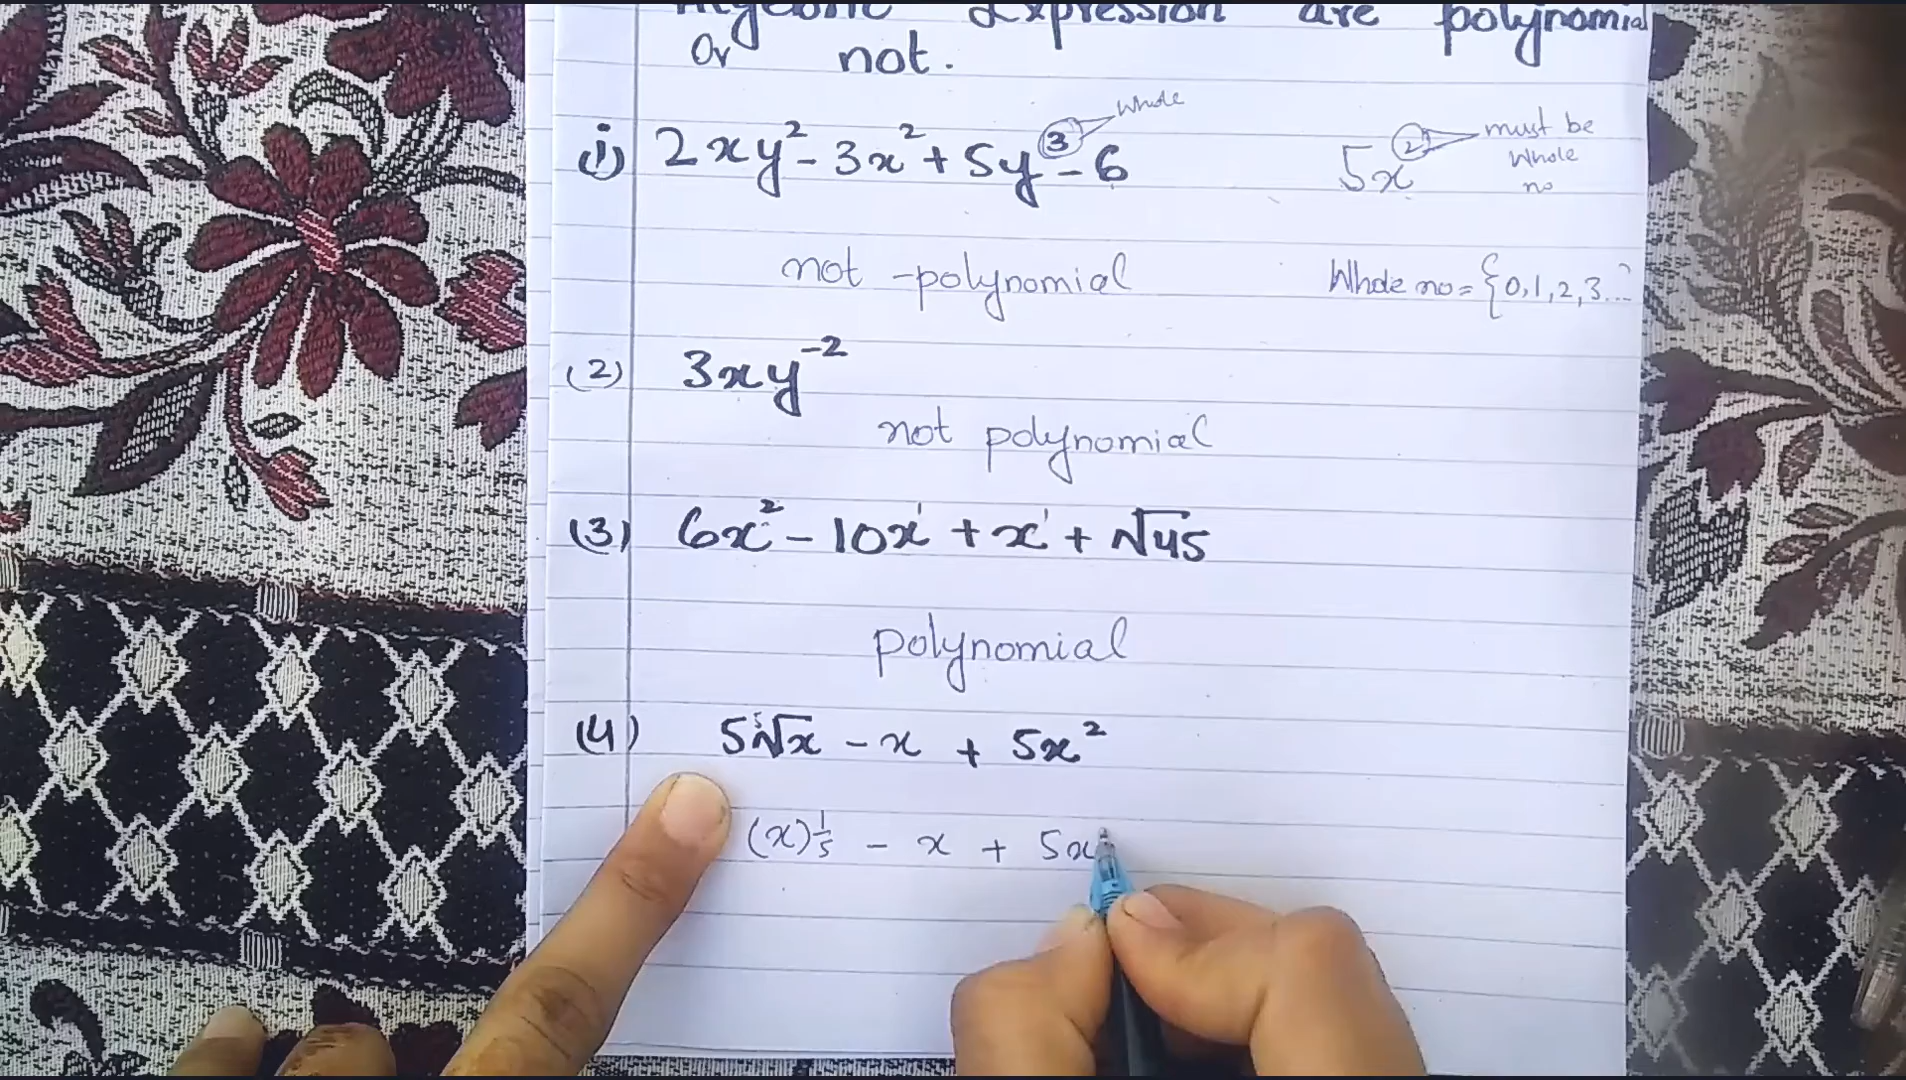 Algebraic Expression are polynomial
Or not.
(i) 2xy² - 3x² + 5y³ - 6
Whole
5x²
must be
Whole
no
not - polynomial
Whole no = {0, 1, 2, 3...
(2) 3xy⁻²
not polynomial
(3) 6x² - 10x¹ + x¹ + √45
polynomial
(4) 5⁵√x - x + 5x²
(x)^1/5 - x + 5x